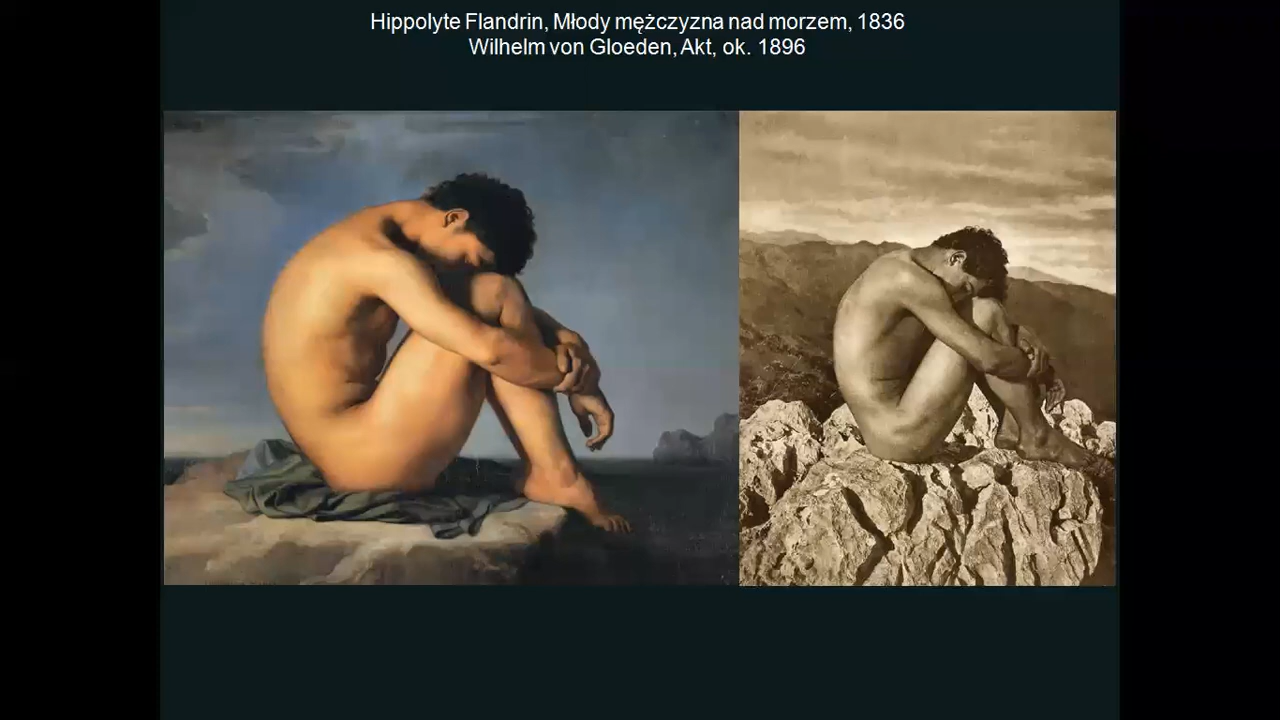 Hippolyte Flandrin, Młody mężczyzna nad morzem, 1836
Wilhelm von Gloeden, Akt, ok. 1896